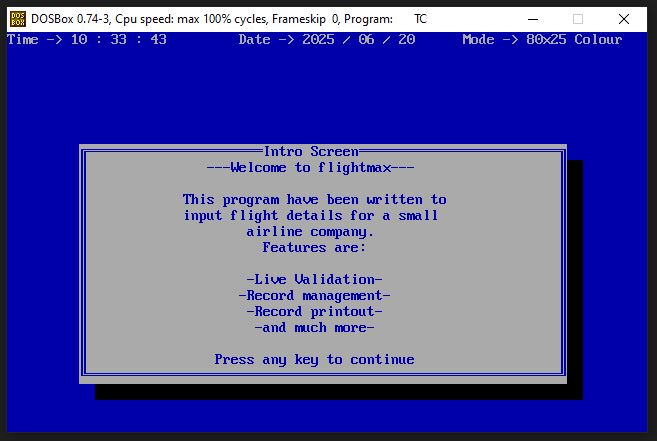 DOSBox 0.74-3, Cpu speed: max 100% cycles, Frameskip 0, Program: TC
Time -> 10 : 33 : 43 Date -> 2025 / 06 / 20 Mode -> 80x25 Colour
Intro Screen
---Welcome to flightmax---
This program have been written to
input flight details for a small
airline company.
Features are:
-Live Validation-
-Record management-
-Record printout-
-and much more-
Press any key to continue